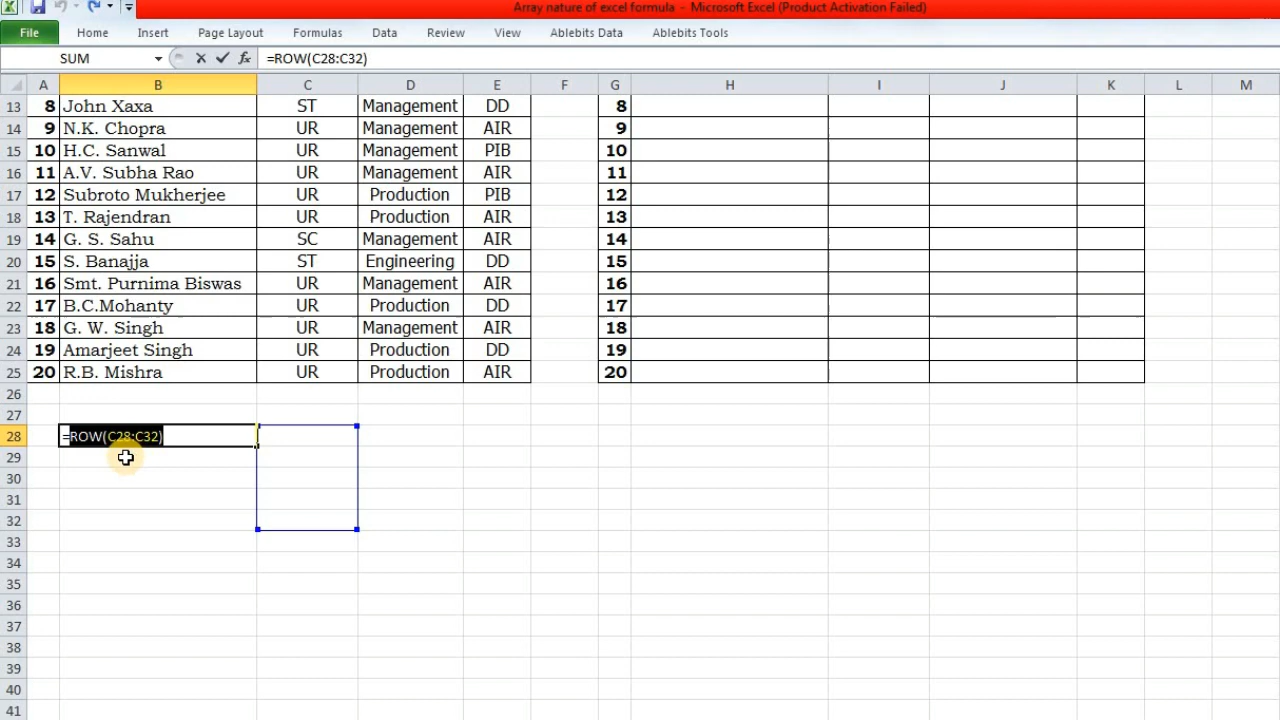 Array nature of excel formula - Microsoft Excel (Product Activation Failed)
File Home Insert Page Layout Formulas Data Review View Ablebits Data Ablebits Tools
SUM fx =ROW(C28:C32)
A B C D E F G H I J K L M
13 8 John Xaxa ST Management DD 8
14 9 N.K. Chopra UR Management AIR 9
15 10 H.C. Sanwal UR Management PIB 10
16 11 A.V. Subha Rao UR Management AIR 11
17 12 Subroto Mukherjee UR Production PIB 12
18 13 T. Rajendran UR Production AIR 13
19 14 G. S. Sahu SC Management AIR 14
20 15 S. Banajja ST Engineering DD 15
21 16 Smt. Purnima Biswas UR Management AIR 16
22 17 B.C.Mohanty UR Production DD 17
23 18 G. W. Singh UR Management AIR 18
24 19 Amarjeet Singh UR Production DD 19
25 20 R.B. Mishra UR Production AIR 20
26
27
28 =ROW(C28:C32)
29
30
31
32
33
34
35
36
37
38
39
40
41